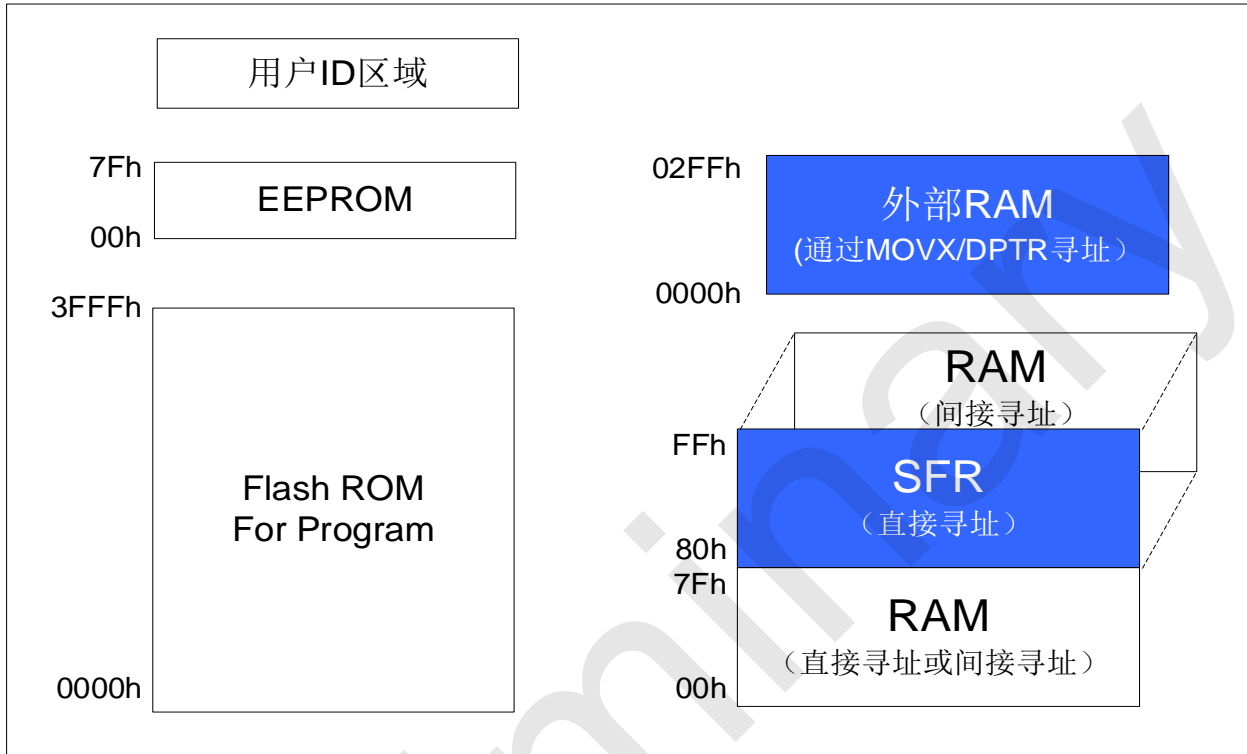 用户ID区域
7Fh
EEPROM
00h
3FFFh
Flash ROM
For Program
0000h
02FFh
外部RAM
(通过MOVX/DPTR寻址）
0000h
RAM
（间接寻址）
FFh
SFR
（直接寻址）
80h
7Fh
RAM
（直接寻址或间接寻址）
00h
minary